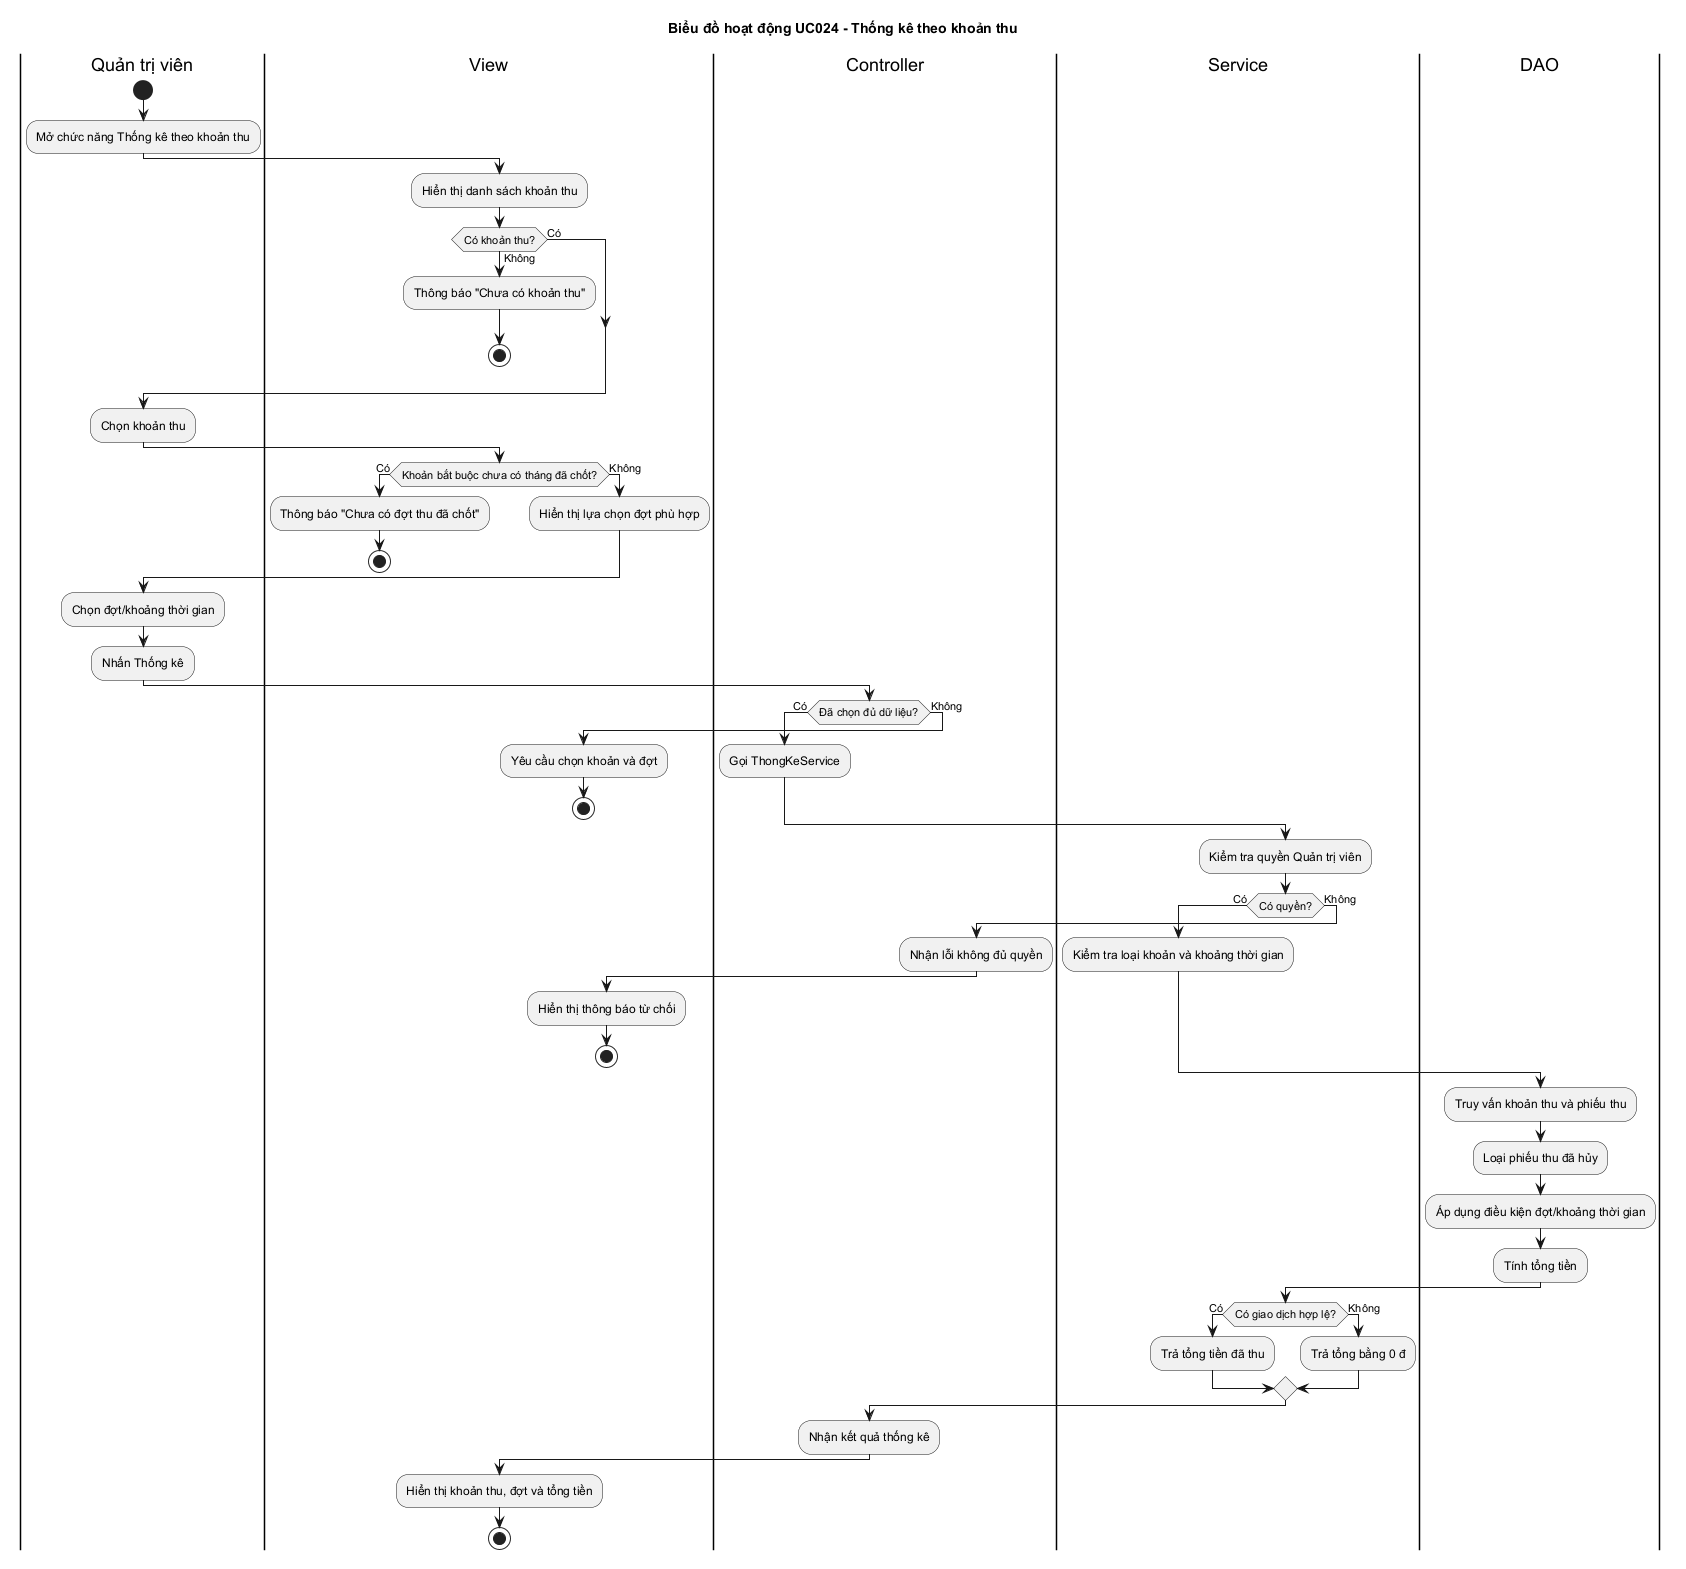 Biểu đồ hoạt động UC024 - Thống kê theo khoản thu
Quản trị viên
View
Controller
Service
DAO
Mở chức năng Thống kê theo khoản thu
Hiển thị danh sách khoản thu
Có khoản thu?
Có
Không
Thông báo "Chưa có khoản thu"
Chọn khoản thu
Có
Khoản bắt buộc chưa có tháng đã chốt?
Không
Thông báo "Chưa có đợt thu đã chốt"
Hiển thị lựa chọn đợt phù hợp
Chọn đợt/khoảng thời gian
Nhấn Thống kê
Có
Đã chọn đủ dữ liệu?
Không
Yêu cầu chọn khoản và đợt
Gọi ThongKeService
Kiểm tra quyền Quản trị viên
Có
Có quyền?
Không
Nhận lỗi không đủ quyền
Kiểm tra loại khoản và khoảng thời gian
Hiển thị thông báo từ chối
Truy vấn khoản thu và phiếu thu
Loại phiếu thu đã hủy
Áp dụng điều kiện đợt/khoảng thời gian
Tính tổng tiền
Có
Có giao dịch hợp lệ?
Không
Trả tổng tiền đã thu
Trả tổng bằng 0 đ
Nhận kết quả thống kê
Hiển thị khoản thu, đợt và tổng tiền